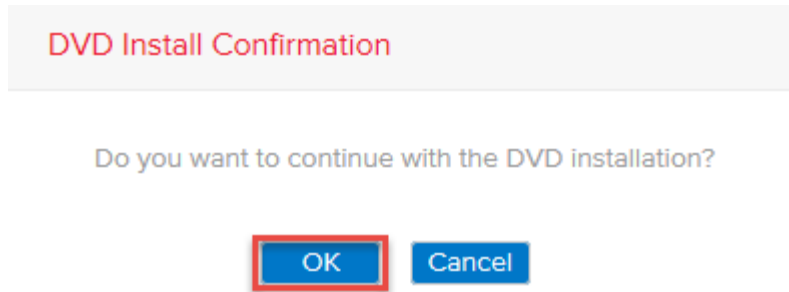 DVD Install Confirmation
Do you want to continue with the DVD installation?
OK Cancel